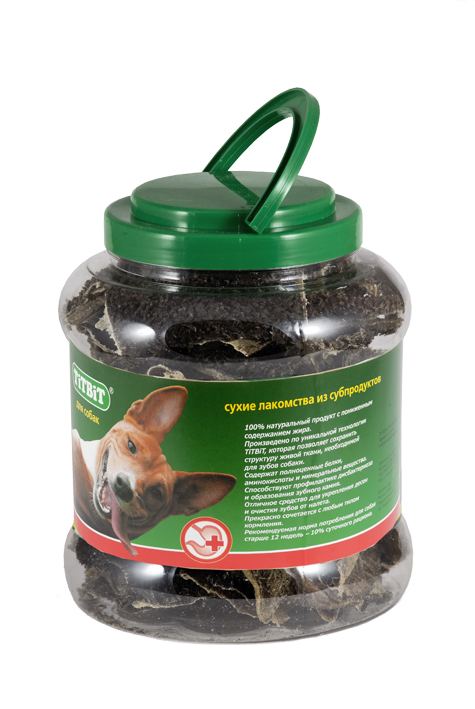 TiTBiT®
для собак
сухие лакомства из субпродуктов
100% натуральный продукт с пониженным
содержанием жира.
Произведено по уникальной технологии
TITBIT, которая позволяет сохранить
структуру живой ткани, необходимой
для зубов собаки.
Содержат полноценные белки,
аминокислоты и минеральные вещества.
Способствуют профилактике дисбактериоза
и образования зубного камня.
Отличное средство для укрепления десен
и очистки зубов от налета.
Прекрасно сочетается с любым типом
кормления.
Рекомендуемая норма потребления для собак
старше 12 недель – 10% суточного рациона.